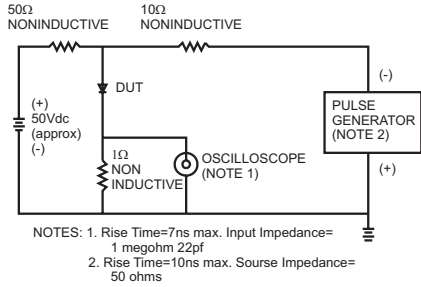 50Ω
NONINDUCTIVE
10Ω
NONINDUCTIVE
(+)
50Vdc
(approx)
(-)
DUT
1Ω
NON
INDUCTIVE
OSCILLOSCOPE
(NOTE 1)
(-)
PULSE
GENERATOR
(NOTE 2)
(+)
NOTES: 1. Rise Time=7ns max. Input Impedance=
1 megohm 22pf
2. Rise Time=10ns max. Sourse Impedance=
50 ohms